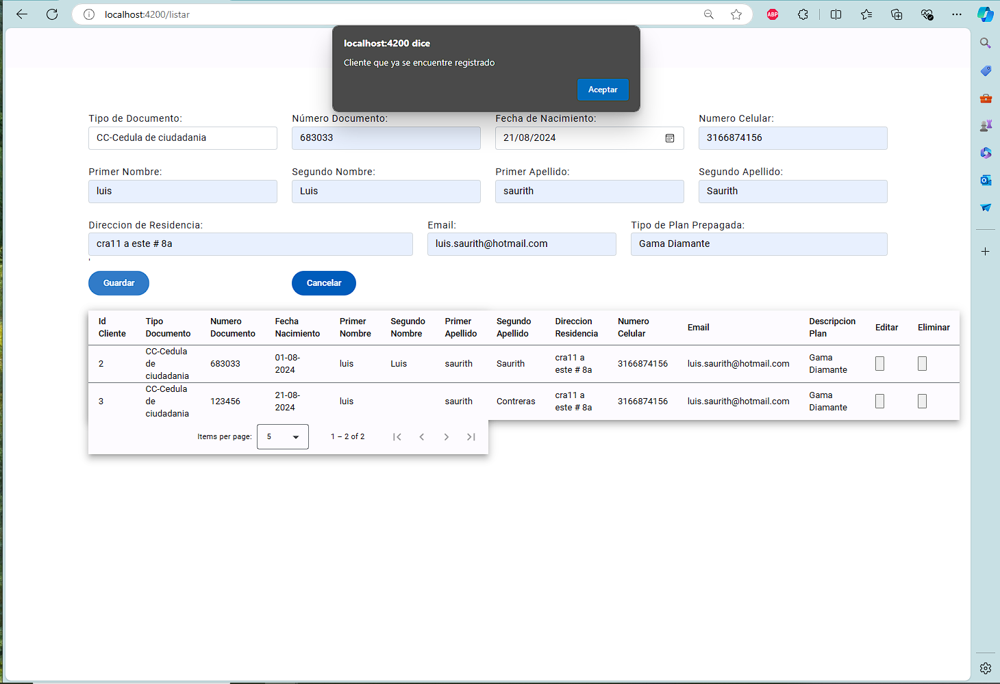 localhost:4200/listar
ABP
localhost:4200 dice
Cliente que ya se encuentre registrado
Aceptar
Tipo de Documento:
Número Documento:
Fecha de Nacimiento:
Numero Celular:
CC-Cedula de ciudadania
683033
21/08/2024
3166874156
Primer Nombre:
Segundo Nombre:
Primer Apellido:
Segundo Apellido:
luis
Luis
saurith
Saurith
Direccion de Residencia:
Email:
Tipo de Plan Prepagada:
cra11 a este # 8a
luis.saurith@hotmail.com
Gama Diamante
'
Guardar
Cancelar
Id
Cliente
Tipo
Documento
Numero
Documento
Fecha
Nacimiento
Primer
Nombre
Segundo
Nombre
Primer
Apellido
Segundo
Apellido
Direccion
Residencia
Numero
Celular
Email
Descripcion
Plan
Editar
Eliminar
2
CC-Cedula
de
ciudadania
683033
01-08-
2024
luis
Luis
saurith
Saurith
cra11 a
este # 8a
3166874156
luis.saurith@hotmail.com
Gama
Diamante
3
CC-Cedula
de
ciudadania
123456
21-08-
2024
luis
saurith
Contreras
cra11 a
este # 8a
3166874156
luis.saurith@hotmail.com
Gama
Diamante
Items per page:
5
1 – 2 of 2